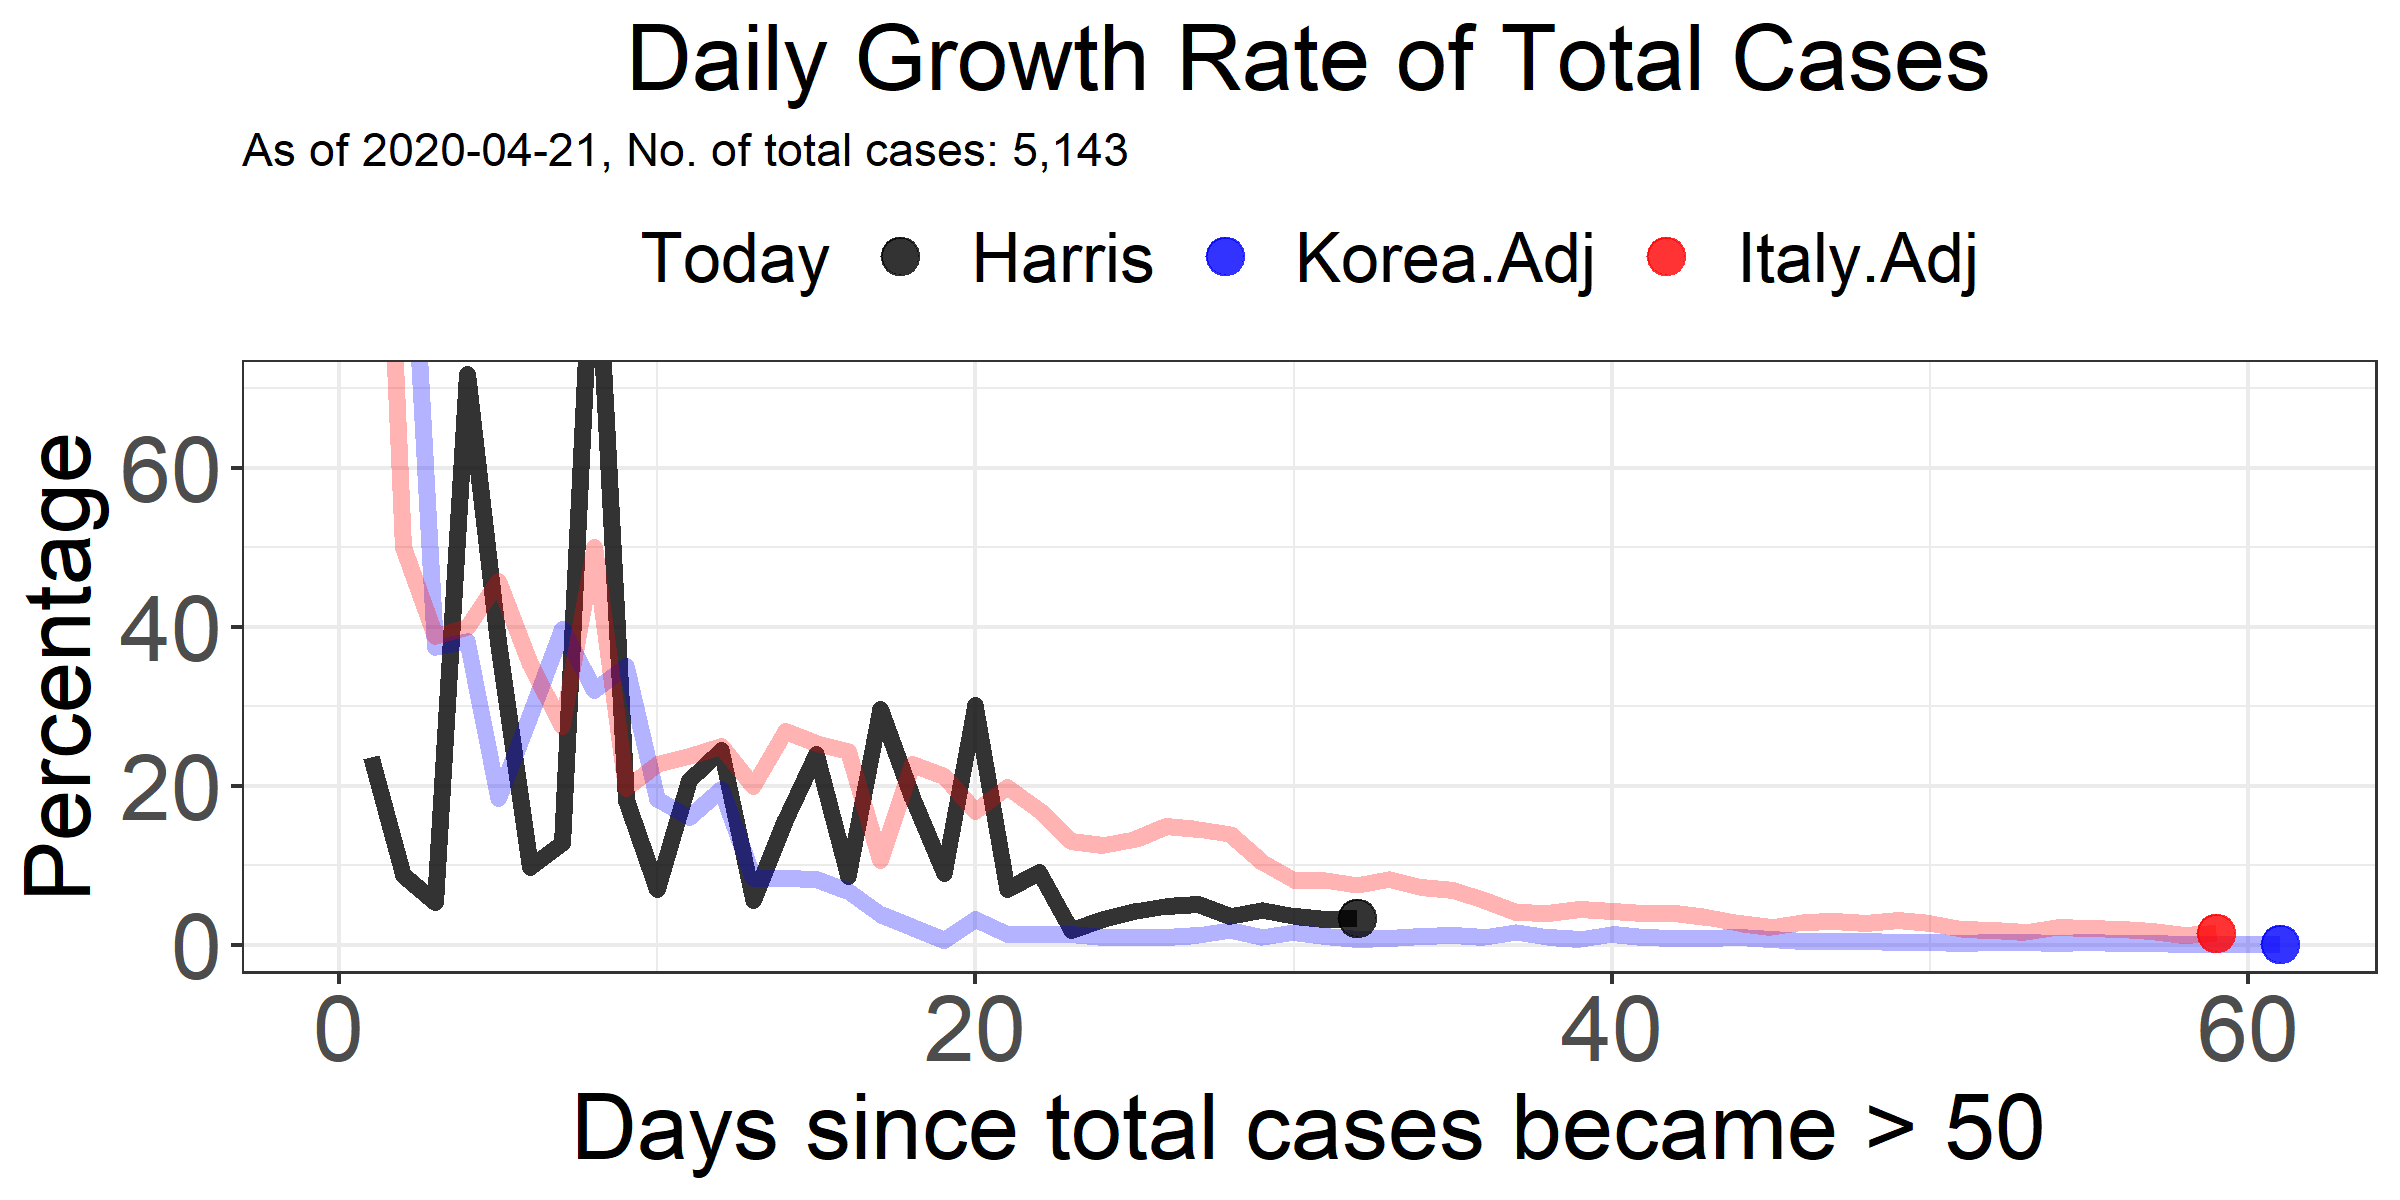 Daily Growth Rate of Total Cases
As of 2020-04-21, No. of total cases: 5,143
Today Harris Korea.Adj Italy.Adj
Percentage
60
40
20
0
0 20 40 60
Days since total cases became > 50